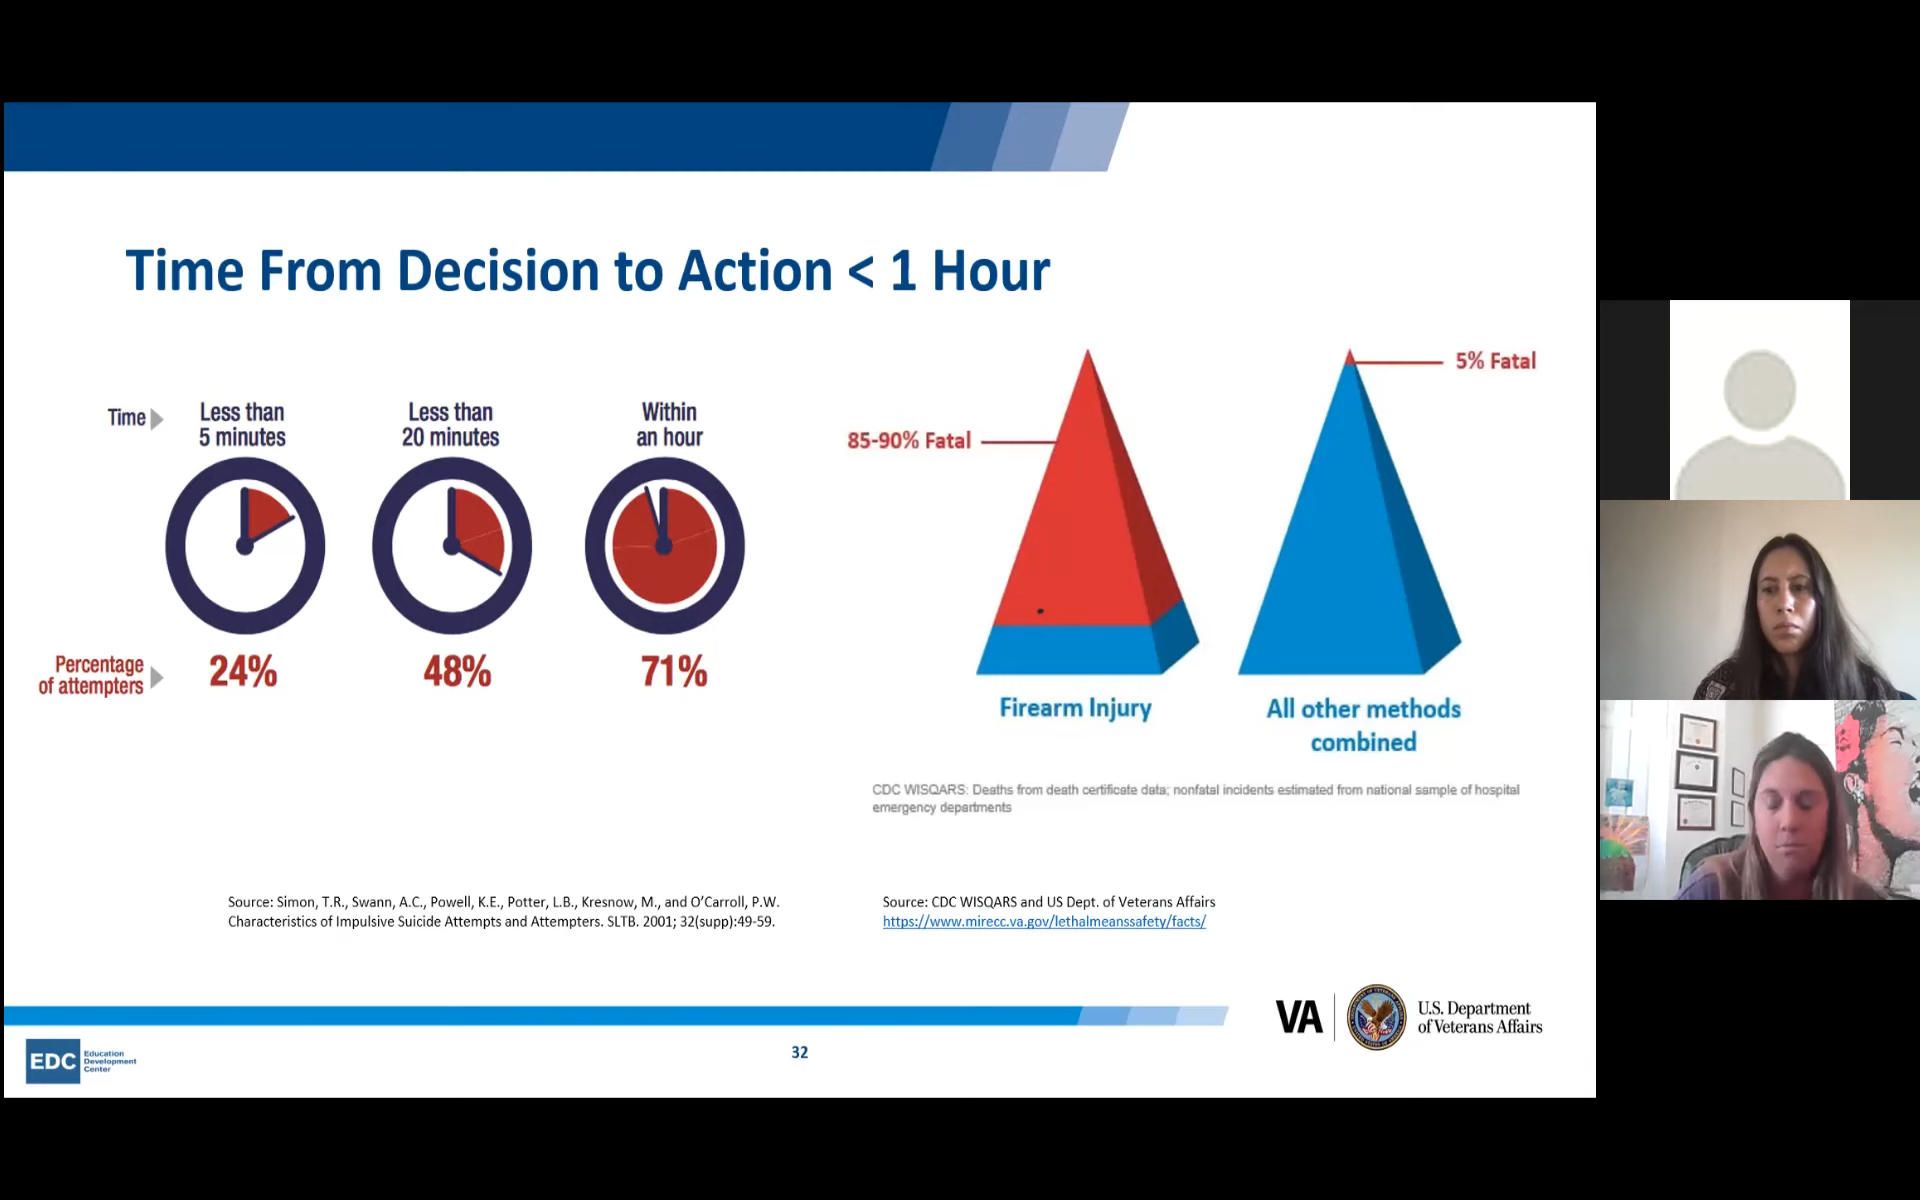 Time From Decision to Action < 1 Hour
Time
Less than
5 minutes
Less than
20 minutes
Within
an hour
Percentage
of attempters
24%
48%
71%
85-90% Fatal
5% Fatal
Firearm Injury
All other methods
combined
CDC WISQARS: Deaths from death certificate data; nonfatal incidents estimated from national sample of hospital
emergency departments
Source: Simon, T.R., Swann, A.C., Powell, K.E., Potter, L.B., Kresnow, M., and O’Carroll, P.W.
Characteristics of Impulsive Suicide Attempts and Attempters. SLTB. 2001; 32(supp):49-59.
Source: CDC WISQARS and US Dept. of Veterans Affairs
https://www.mirecc.va.gov/lethalmeanssafety/facts/
VA
U.S. Department
of Veterans Affairs
EDC
Education
Development
Center
32